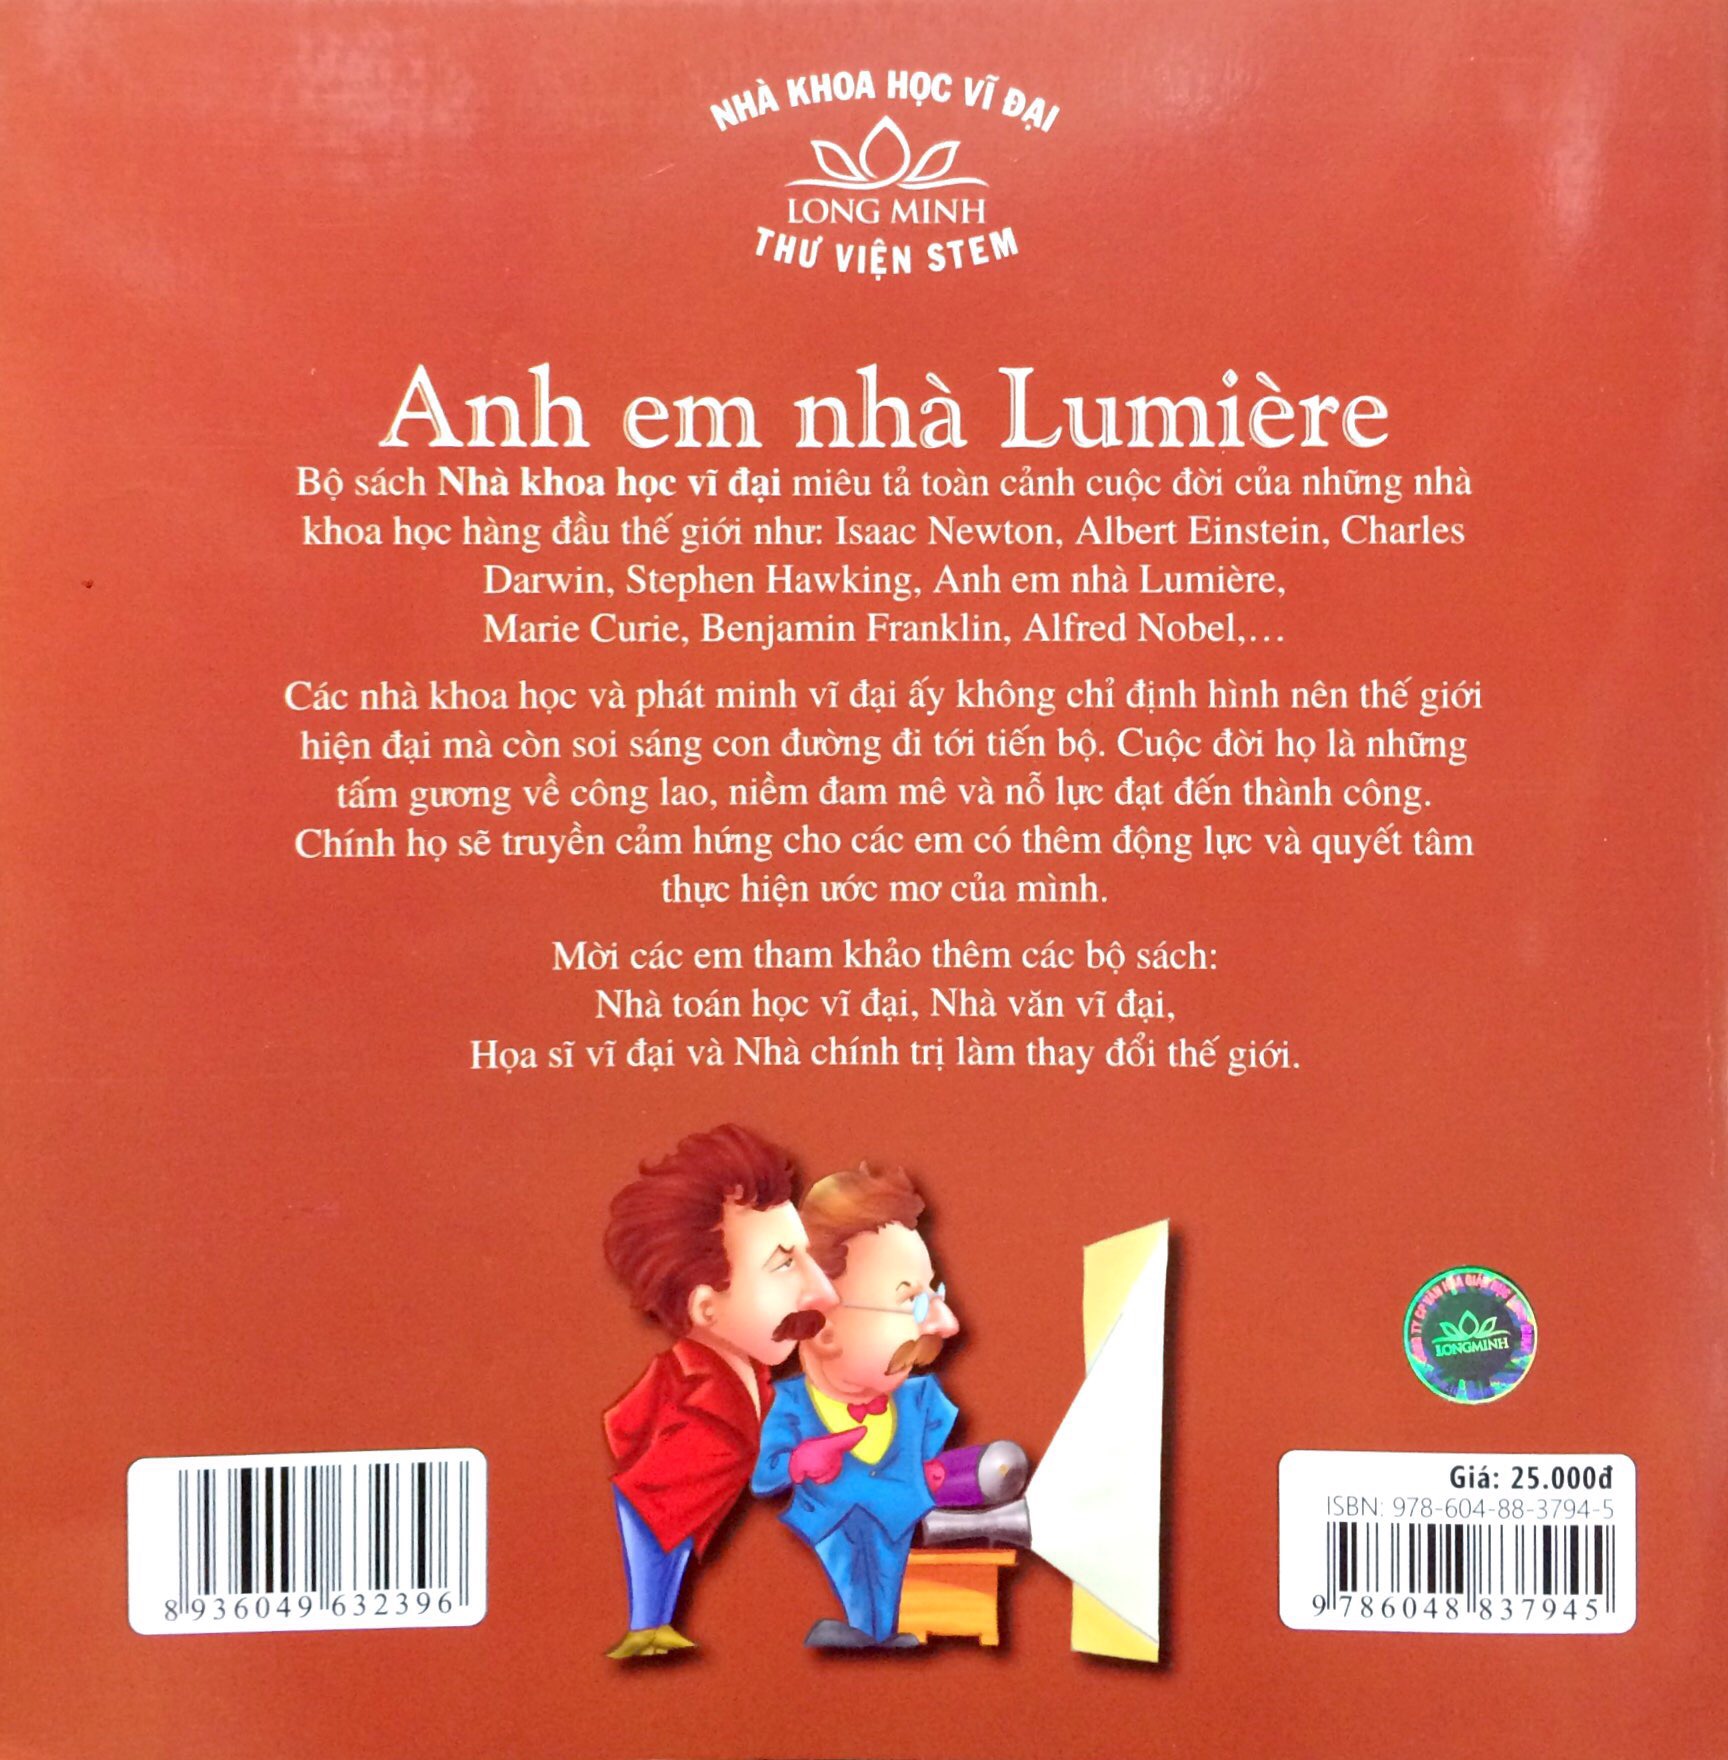 NHÀ KHOA HỌC VĨ ĐẠI
LONG MINH
THƯ VIỆN STEM
Anh em nhà Lumière
Bộ sách Nhà khoa học vĩ đại miêu tả toàn cảnh cuộc đời của những nhà
khoa học hàng đầu thế giới như: Isaac Newton, Albert Einstein, Charles
Darwin, Stephen Hawking, Anh em nhà Lumière,
Marie Curie, Benjamin Franklin, Alfred Nobel,...
Các nhà khoa học và phát minh vĩ đại ấy không chỉ định hình nên thế giới
hiện đại mà còn soi sáng con đường đi tới tiến bộ. Cuộc đời họ là những
tấm gương về công lao, niềm đam mê và nỗ lực đạt đến thành công.
Chính họ sẽ truyền cảm hứng cho các em có thêm động lực và quyết tâm
thực hiện ước mơ của mình.
Mời các em tham khảo thêm các bộ sách:
Nhà toán học vĩ đại, Nhà văn vĩ đại,
Họa sĩ vĩ đại và Nhà chính trị làm thay đổi thế giới.
LONGMINH
8 936049 632396
Giá: 25.000đ
ISBN: 978-604-88-3794-5
9 786048 837945